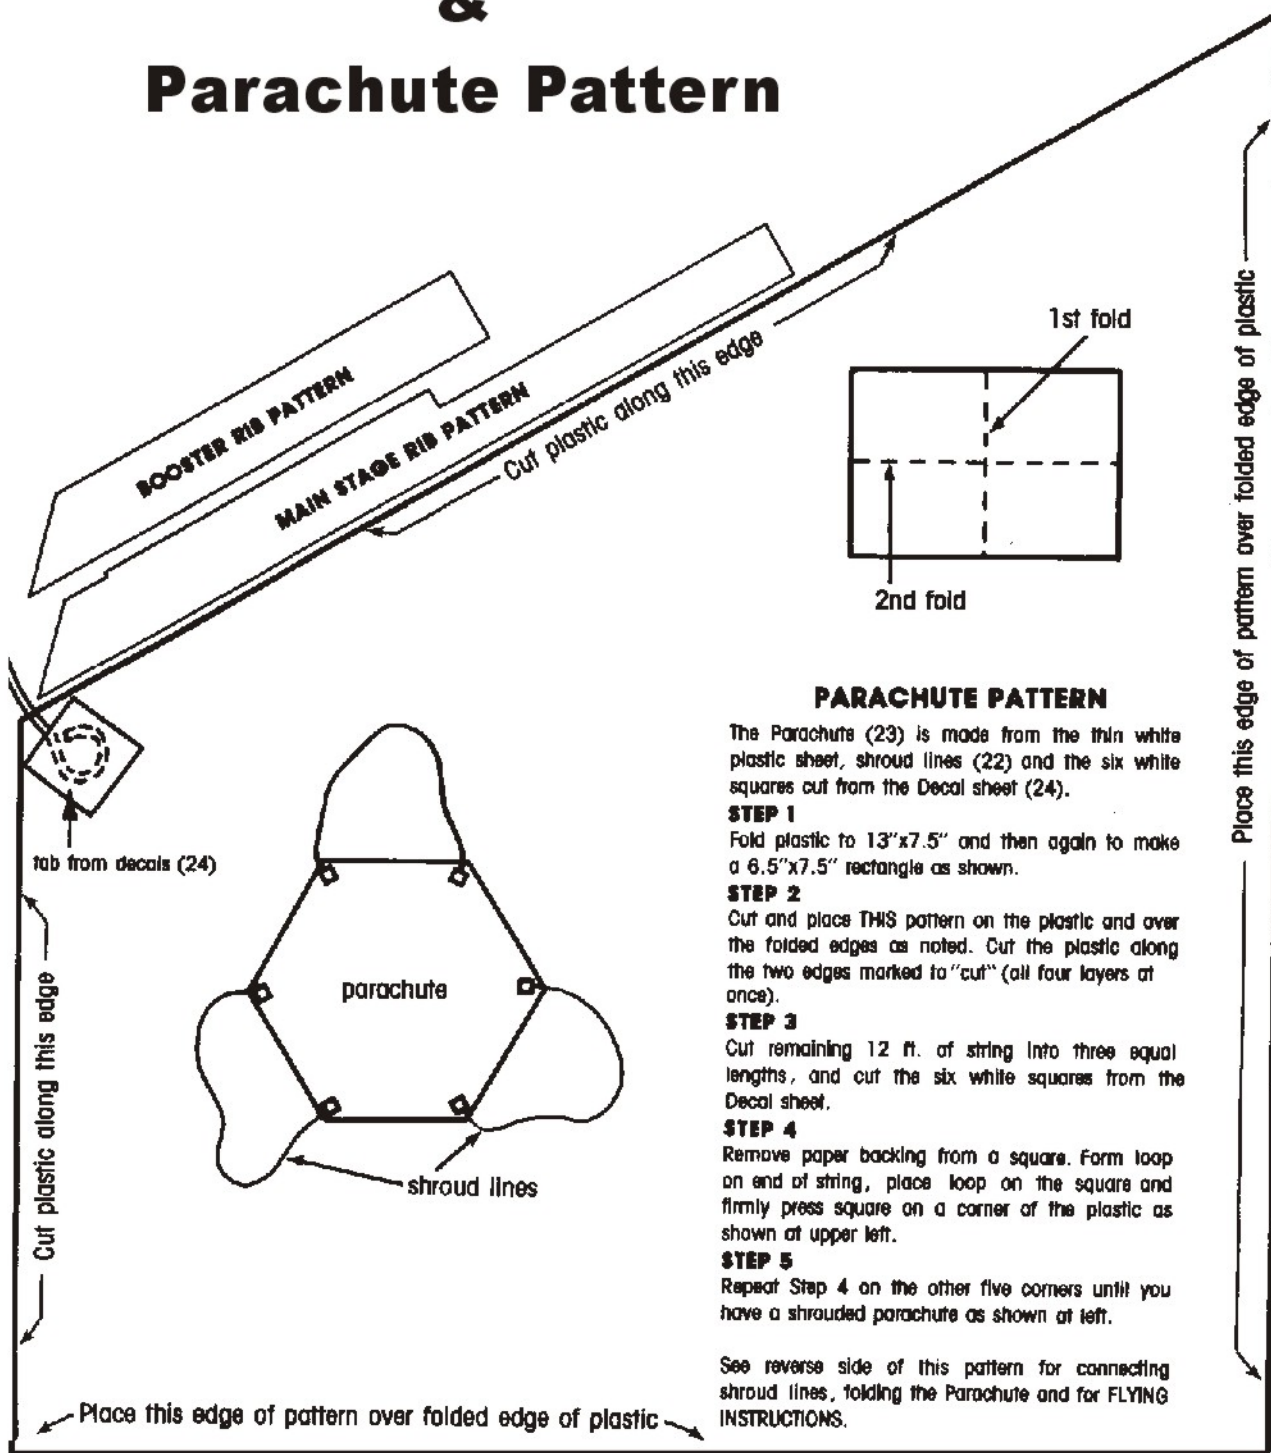 &
Parachute Pattern
BOOSTER RIB PATTERN
MAIN STAGE RIB PATTERN
Cut plastic along this edge
1st fold
2nd fold
Place this edge of pattern over folded edge of plastic
tab from decals (24)
Cut plastic along this edge
parachute
shroud lines
PARACHUTE PATTERN
The Parachute (23) is made from the thin white
plastic sheet, shroud lines (22) and the six white
squares cut from the Decal sheet (24).
STEP 1
Fold plastic to 13"x7.5" and then again to make
a 6.5"x7.5" rectangle as shown.
STEP 2
Cut and place THIS pattern on the plastic and over
the folded edges as noted. Cut the plastic along
the two edges marked to "cut" (all four layers at
once).
STEP 3
Cut remaining 12 ft. of string into three equal
lengths, and cut the six white squares from the
Decal sheet.
STEP 4
Remove paper backing from a square. Form loop
on end of string, place loop on the square and
firmly press square on a corner of the plastic as
shown at upper left.
STEP 5
Repeat Step 4 on the other five corners until you
have a shrouded parachute as shown at left.
See reverse side of this pattern for connecting
shroud lines, folding the Parachute and for FLYING
INSTRUCTIONS.
Place this edge of pattern over folded edge of plastic